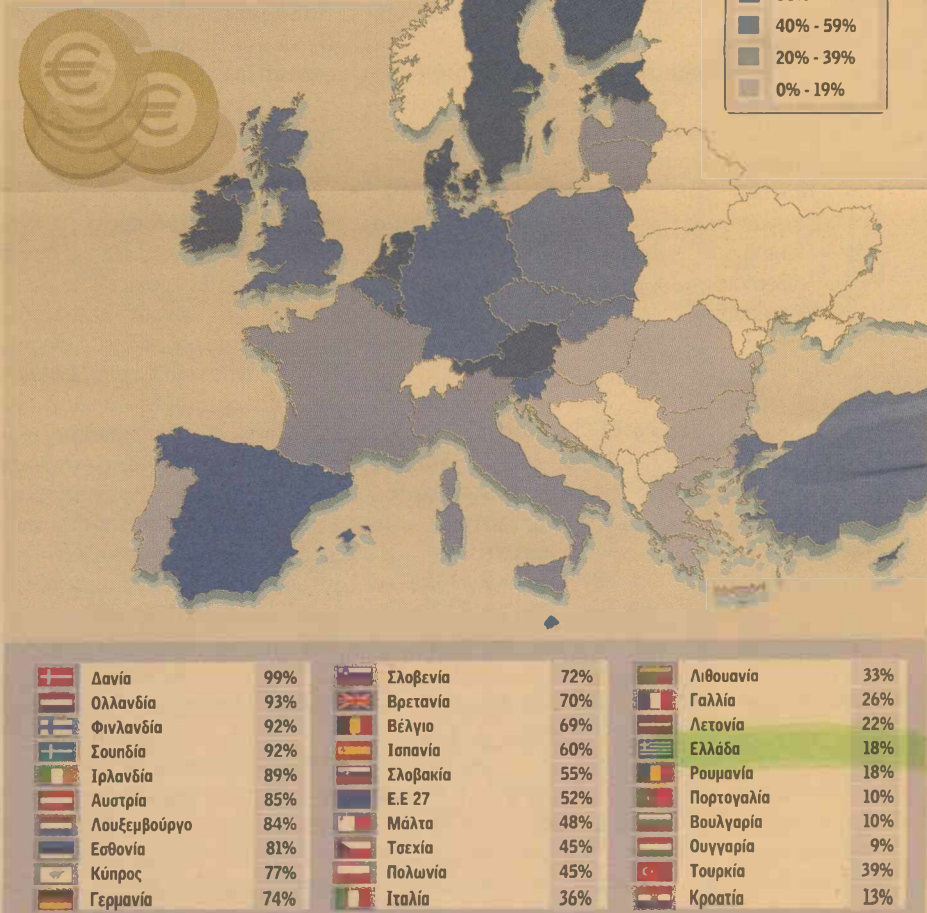 40% - 59%
20% - 39%
0% - 19%
Δανία 99%
Ολλανδία 93%
Φινλανδία 92%
Σουηδία 92%
Ιρλανδία 89%
Αυστρία 85%
Λουξεμβούργο 84%
Εσθονία 81%
Κύπρος 77%
Γερμανία 74%
Σλοβενία 72%
Βρετανία 70%
Βέλγιο 69%
Ισπανία 60%
Σλοβακία 55%
Ε.Ε 27 52%
Μάλτα 48%
Τσεχία 45%
Πολωνία 45%
Ιταλία 36%
Λιθουανία 33%
Γαλλία 26%
Λετονία 22%
Ελλάδα 18%
Ρουμανία 18%
Πορτογαλία 10%
Βουλγαρία 10%
Ουγγαρία 9%
Τουρκία 39%
Κροατία 13%